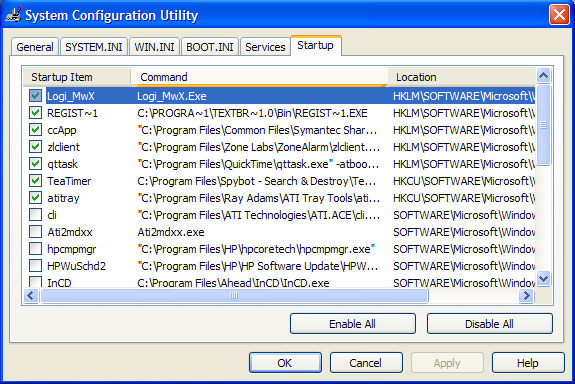 System Configuration Utility
General SYSTEM.INI WIN.INI BOOT.INI Services Startup
Startup Item Command Location
Logi_MwX Logi_MwX.Exe HKLM\SOFTWARE\Microsoft\
REGIST~1 C:\PROGRA~1\TEXTBR~1.0\Bin\REGIST~1.EXE HKLM\SOFTWARE\Microsoft\
ccApp "C:\Program Files\Common Files\Symantec Shar... HKLM\SOFTWARE\Microsoft\
zlclient "C:\Program Files\Zone Labs\ZoneAlarm\zlclient... HKLM\SOFTWARE\Microsoft\
qttask "C:\Program Files\QuickTime\qttask.exe" -atboo... HKLM\SOFTWARE\Microsoft\
TeaTimer C:\Program Files\Spybot - Search & Destroy\Te... HKCU\SOFTWARE\Microsoft\
atitray "C:\Program Files\Ray Adams\ATI Tray Tools\ati... HKCU\SOFTWARE\Microsoft\
cli "C:\Program Files\ATI Technologies\ATI.ACE\cli.... SOFTWARE\Microsoft\Window
Ati2mdxx Ati2mdxx.exe SOFTWARE\Microsoft\Window
hpcmpmgr "C:\Program Files\HP\hpcoretech\hpcmpmgr.exe" SOFTWARE\Microsoft\Window
HPWuSchd2 "C:\Program Files\HP\HP Software Update\HPW... SOFTWARE\Microsoft\Window
InCD C:\Program Files\Ahead\InCD\InCD.exe SOFTWARE\Microsoft\Window
Enable All Disable All
OK Cancel Apply Help